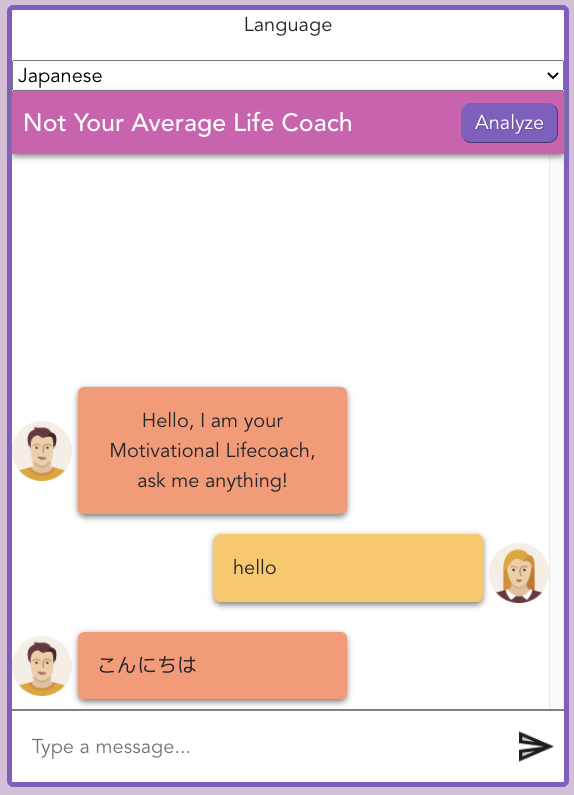 Language
Japanese
Not Your Average Life Coach
Analyze
Hello, I am your
Motivational Lifecoach,
ask me anything!
hello
こんにちは
Type a message...